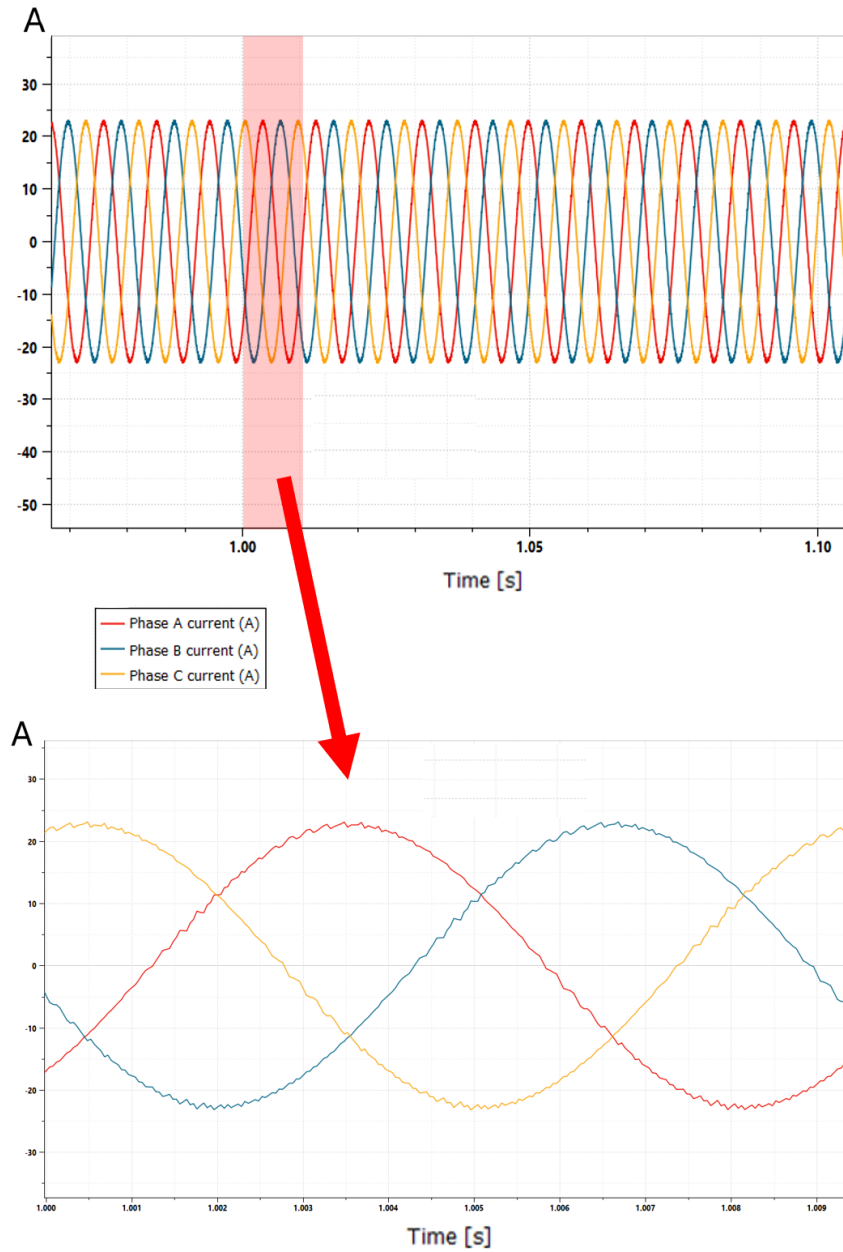 A
30
20
10
0
-10
-20
-30
-40
-50
1.00 1.05 1.10
Time [s]
Phase A current (A)
Phase B current (A)
Phase C current (A)
A
30
20
10
0
-10
-20
-30
1.000 1.001 1.002 1.003 1.004 1.005 1.006 1.007 1.008 1.009
Time [s]